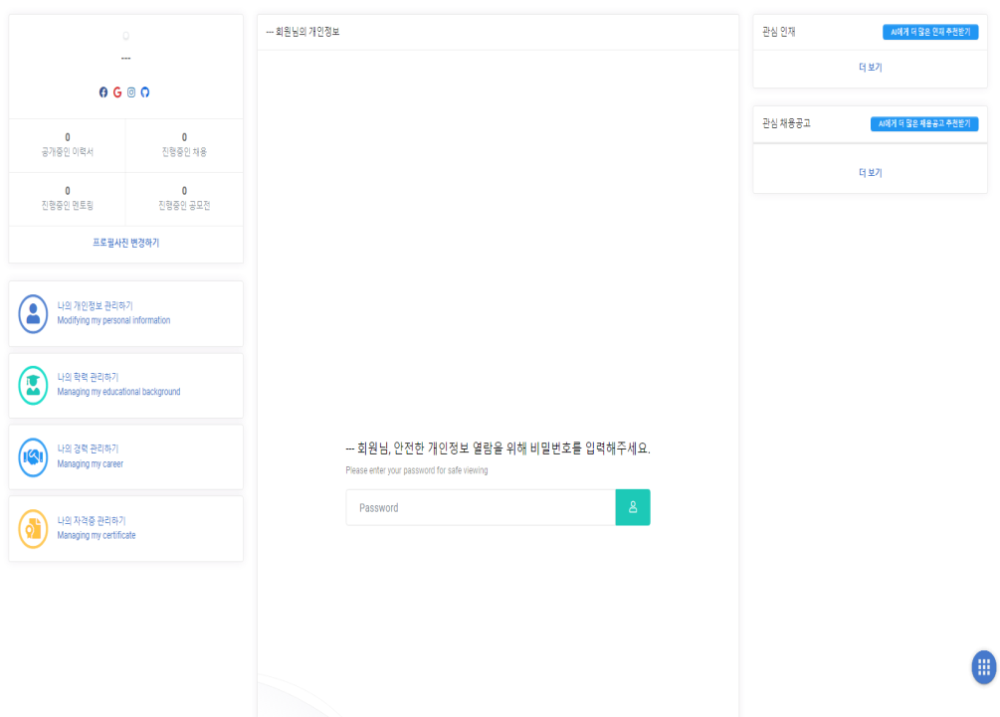 ---
0
공개중인 이력서
0
진행중인 채용
0
진행중인 멘토링
0
진행중인 공모전
프로필사진 변경하기
나의 개인정보 관리하기
Modifying my personal information
나의 학력 관리하기
Managing my educational background
나의 경력 관리하기
Managing my career
나의 자격증 관리하기
Managing my certificate
--- 회원님의 개인정보
--- 회원님, 안전한 개인정보 열람을 위해 비밀번호를 입력해주세요.
Please enter your password for safe viewing
Password
관심 인재
AI에게 더 많은 인재 추천받기
더 보기
관심 채용공고
AI에게 더 많은 채용공고 추천받기
더 보기